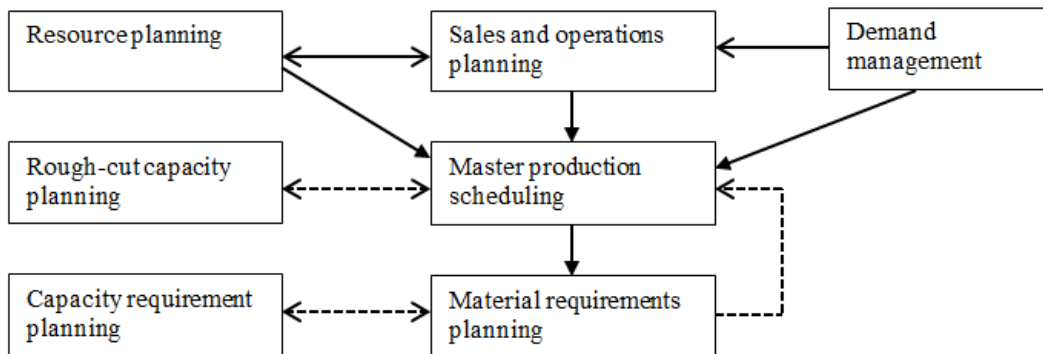 Resource planning
Sales and operations
planning
Demand
management
Rough-cut capacity
planning
Master production
scheduling
Capacity requirement
planning
Material requirements
planning